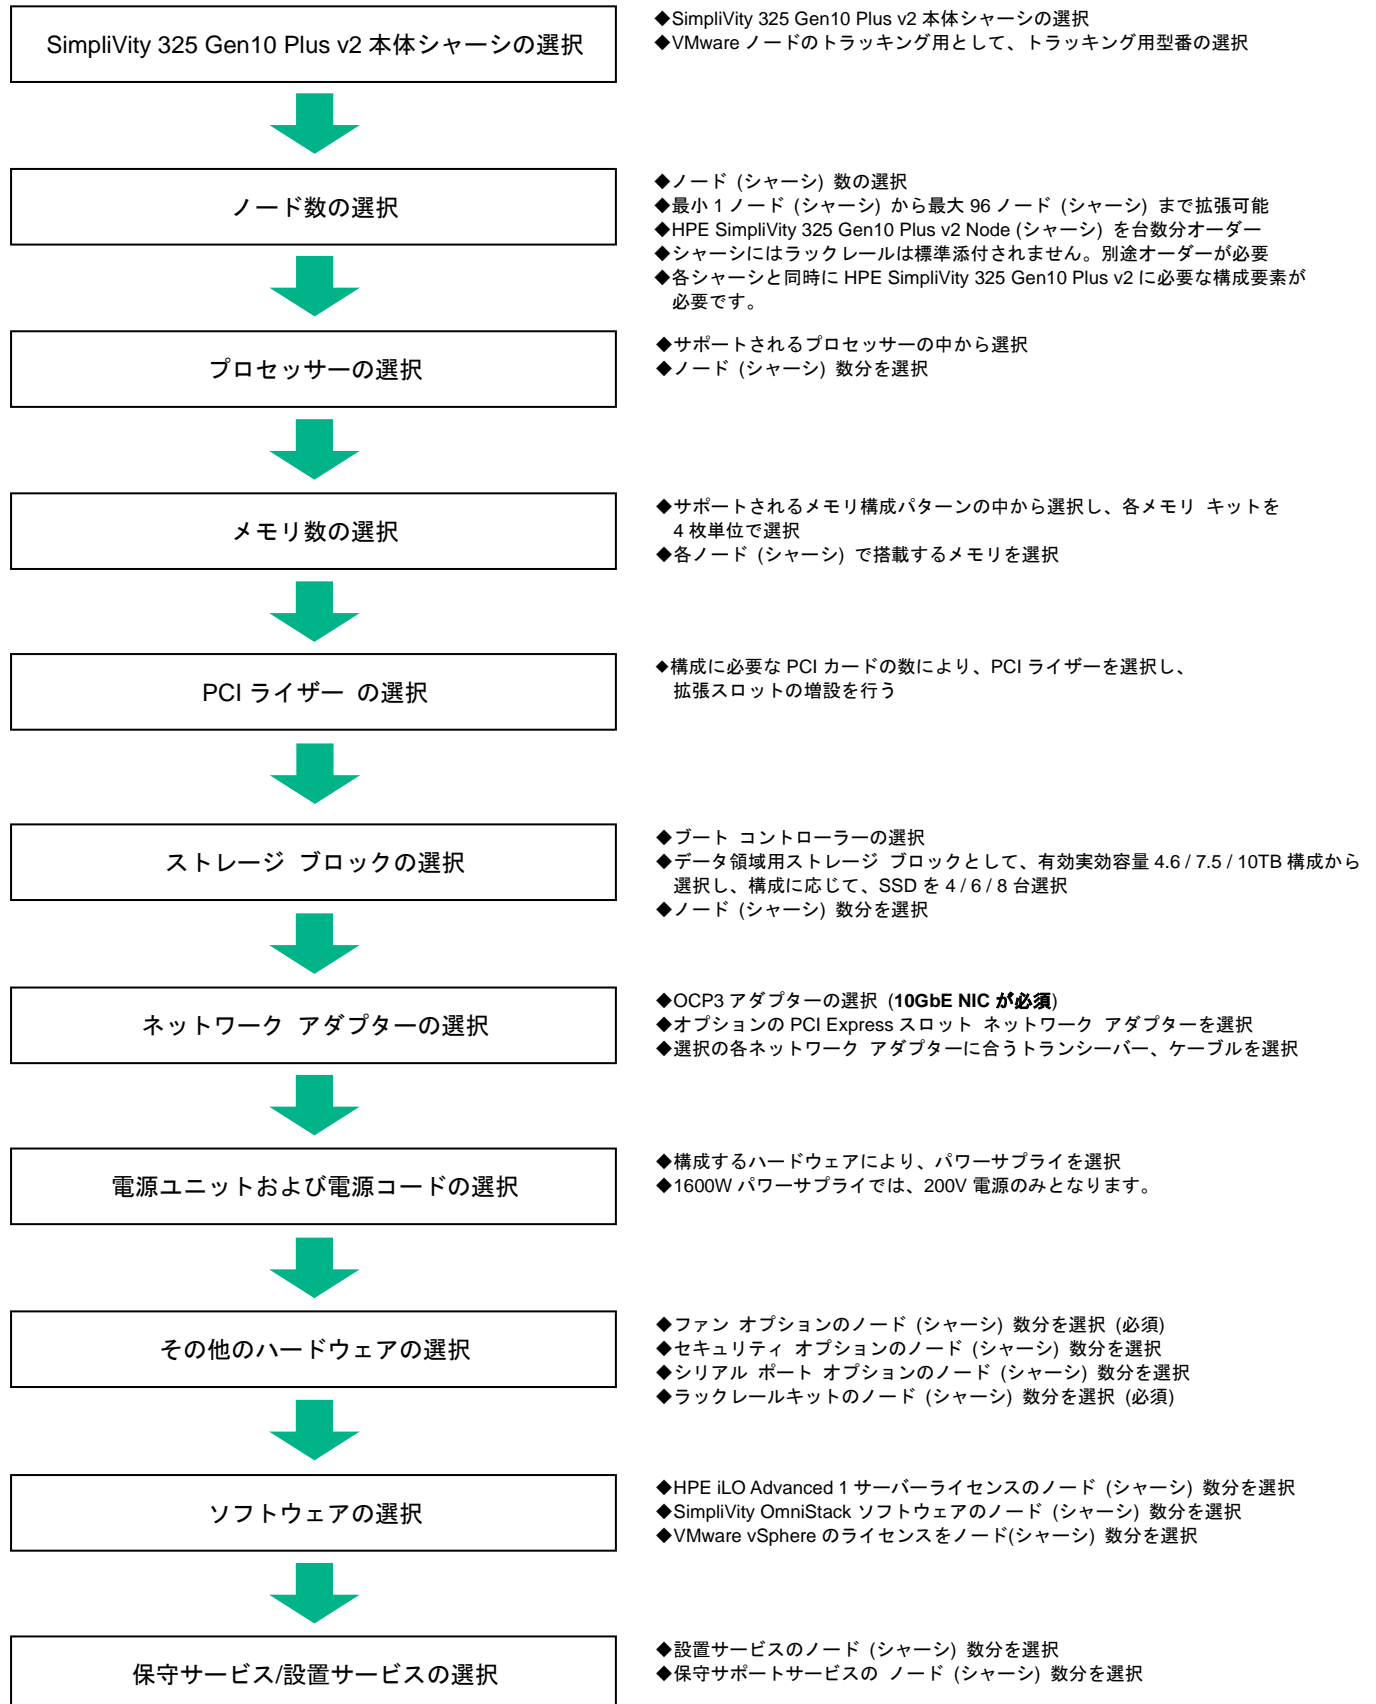 SimpliVity 325 Gen10 Plus v2 本体シャーシの選択
◆SimpliVity 325 Gen10 Plus v2 本体シャーシの選択
◆VMware ノードのトラッキング用として、トラッキング用型番の選択
ノード数の選択
◆ノード (シャーシ) 数の選択
◆最小 1 ノード (シャーシ) から最大 96 ノード (シャーシ) まで拡張可能
◆HPE SimpliVity 325 Gen10 Plus v2 Node (シャーシ) を台数分オーダー
◆シャーシにはラックレールは標準添付されません。別途オーダーが必要
◆各シャーシと同時に HPE SimpliVity 325 Gen10 Plus v2 に必要な構成要素が
必要です。
プロセッサーの選択
◆サポートされるプロセッサーの中から選択
◆ノード (シャーシ) 数分を選択
メモリ数の選択
◆サポートされるメモリ構成パターンの中から選択し、各メモリ キットを
4 枚単位で選択
◆各ノード (シャーシ) で搭載するメモリを選択
PCI ライザー の選択
◆構成に必要な PCI カードの数により、PCI ライザーを選択し、
拡張スロットの増設を行う
ストレージ ブロックの選択
◆ブート コントローラーの選択
◆データ領域用ストレージ ブロックとして、有効実効容量 4.6 / 7.5 / 10TB 構成から
選択し、構成に応じて、SSD を 4 / 6 / 8 台選択
◆ノード (シャーシ) 数分を選択
ネットワーク アダプターの選択
◆OCP3 アダプターの選択 (10GbE NIC が必須)
◆オプションの PCI Express スロット ネットワーク アダプターを選択
◆選択の各ネットワーク アダプターに合うトランシーバー、ケーブルを選択
電源ユニットおよび電源コードの選択
◆構成するハードウェアにより、パワーサプライを選択
◆1600W パワーサプライでは、200V 電源のみとなります。
その他のハードウェアの選択
◆ファン オプションのノード (シャーシ) 数分を選択 (必須)
◆セキュリティ オプションのノード (シャーシ) 数分を選択
◆シリアル ポート オプションのノード (シャーシ) 数分を選択
◆ラックレールキットのノード (シャーシ) 数分を選択 (必須)
ソフトウェアの選択
◆HPE iLO Advanced 1 サーバーライセンスのノード (シャーシ) 数分を選択
◆SimpliVity OmniStack ソフトウェアのノード (シャーシ) 数分を選択
◆VMware vSphere のライセンスをノード(シャーシ) 数分を選択
保守サービス/設置サービスの選択
◆設置サービスのノード (シャーシ) 数分を選択
◆保守サポートサービスの ノード (シャーシ) 数分を選択